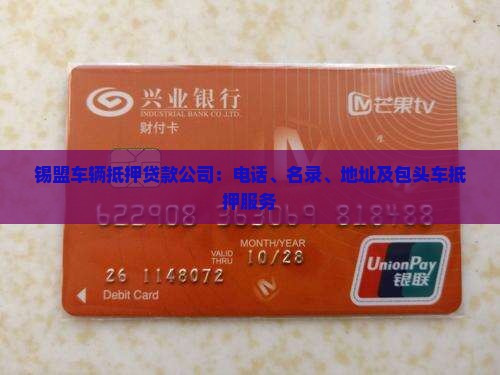 兴业银行
INDUSTRIAL BANK CO.,LTD.
财付卡
芒果tv
锡盟车辆抵押贷款公司：电话、名录、地址及包头车抵
押服务
MONTH/YEAR
VALID
THRU
10/28
26 1148072
Debit Card
UnionPay
银联